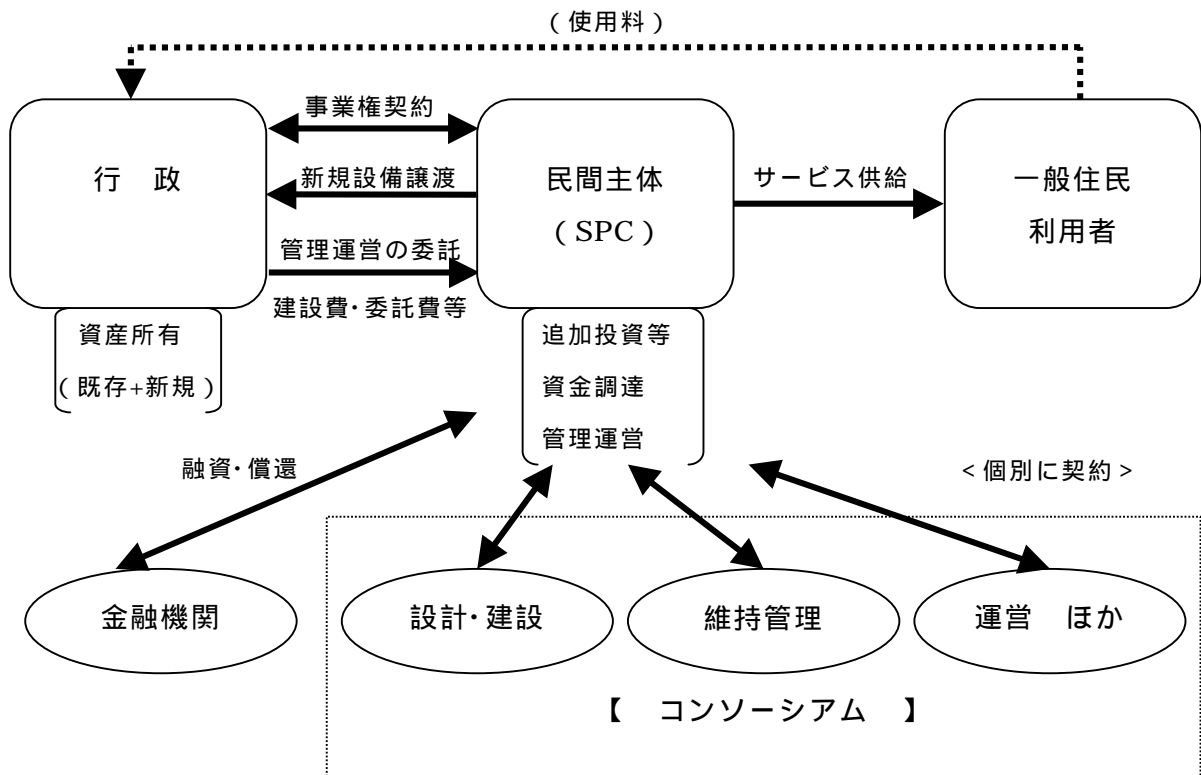 (使用料)
事業権契約
行　政
新規設備譲渡
民間主体
(SPC)
サービス供給
一般住民
利用者
管理運営の委託
建設費・委託費等
資産所有
(既存+新規)
追加投資等
資金調達
管理運営
融資・償還
<個別に契約>
金融機関
設計・建設
維持管理
運営　ほか
【　コンソーシアム　】